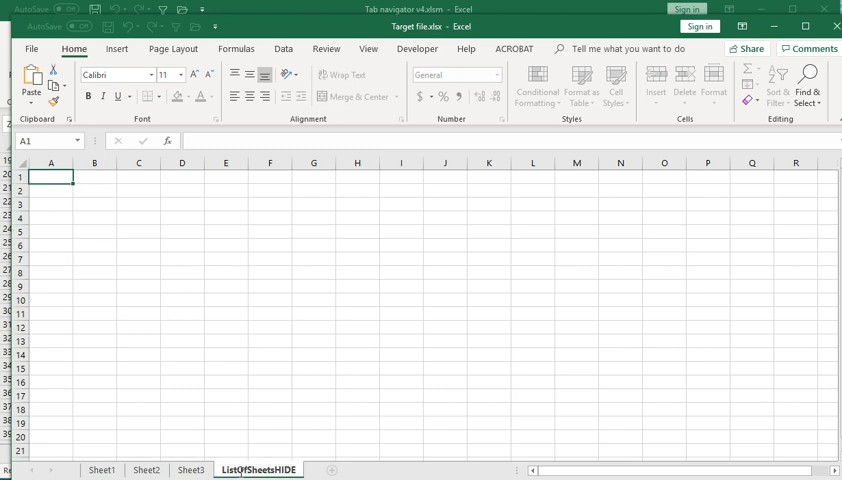 AutoSave Off Tab navigator v4.xlsm - Excel Sign in
AutoSave Off Target file.xlsx - Excel Sign in
File Home Insert Page Layout Formulas Data Review View Developer Help ACROBAT Tell me what you want to do Share Comments
Calibri 11 A A Wrap Text General
Paste B I U A Merge & Center $ % , Conditional Formatting Format as Table Cell Styles Insert Delete Format Sort & Filter Find & Select
Clipboard Font Alignment Number Styles Cells Editing
A1 fx
A B C D E F G H I J K L M N O P Q R
1
2
3
4
5
6
7
8
9
10
11
12
13
14
15
16
17
18
19
20
21
Sheet1 Sheet2 Sheet3 ListOfSheetsHIDE